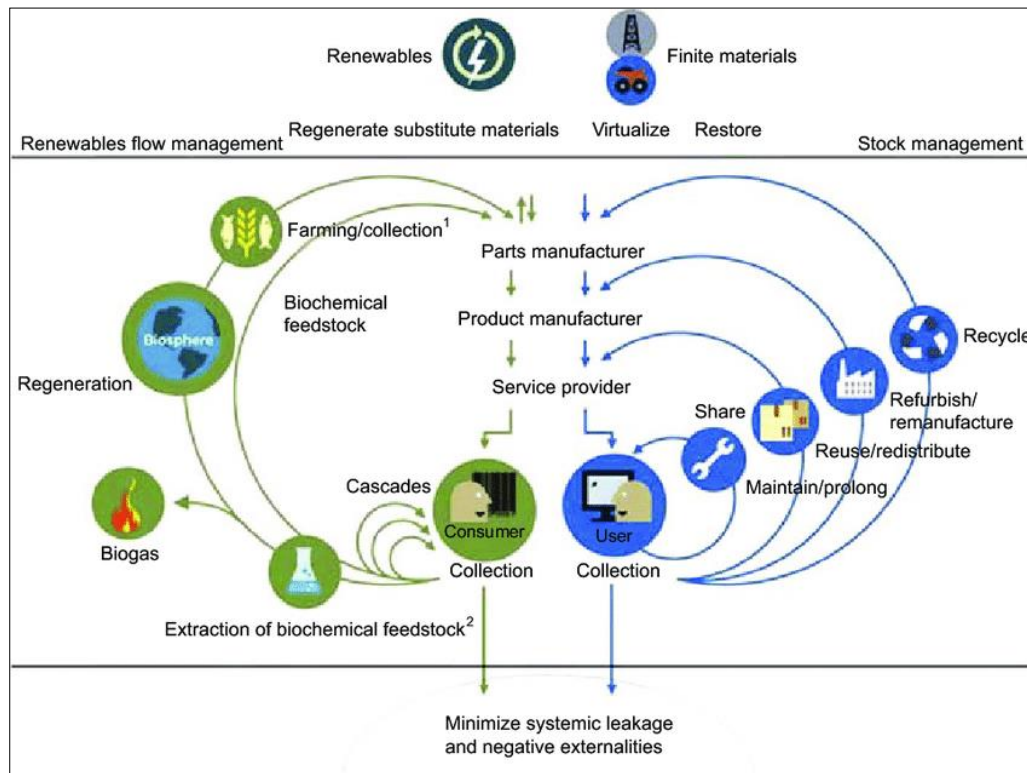 Renewables
Finite materials
Regenerate substitute materials
Virtualize Restore
Renewables flow management
Stock management
Farming/collection1
Parts manufacturer
Biochemical
feedstock
Product manufacturer
Biosphere
Recycle
Regeneration
Service provider
Refurbish/
remanufacture
Share
Reuse/redistribute
Cascades
Maintain/prolong
Consumer
User
Biogas
Collection
Collection
Extraction of biochemical feedstock2
Minimize systemic leakage
and negative externalities